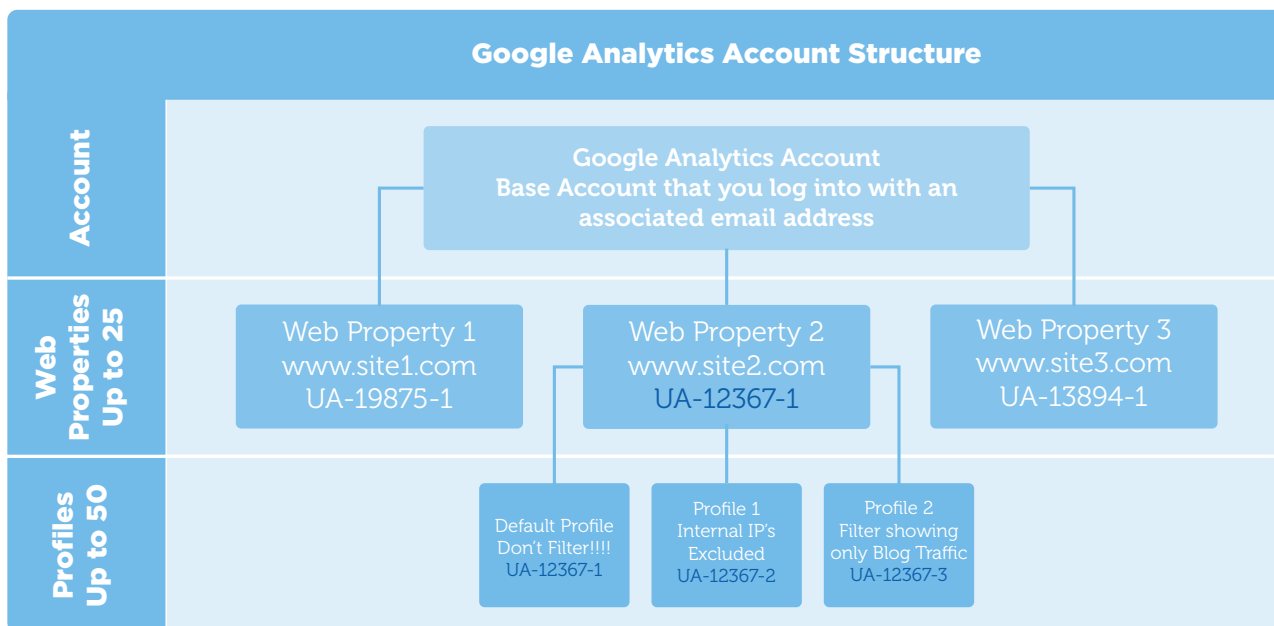 Google Analytics Account Structure
Account
Google Analytics Account
Base Account that you log into with an
associated email address
Web
Properties
Up to 25
Web Property 1
www.site1.com
UA-19875-1
Web Property 2
www.site2.com
UA-12367-1
Web Property 3
www.site3.com
UA-13894-1
Profiles
Up to 50
Default Profile
Don't Filter!!!!
UA-12367-1
Profile 1
Internal IP's
Excluded
UA-12367-2
Profile 2
Filter showing
only Blog Traffic
UA-12367-3